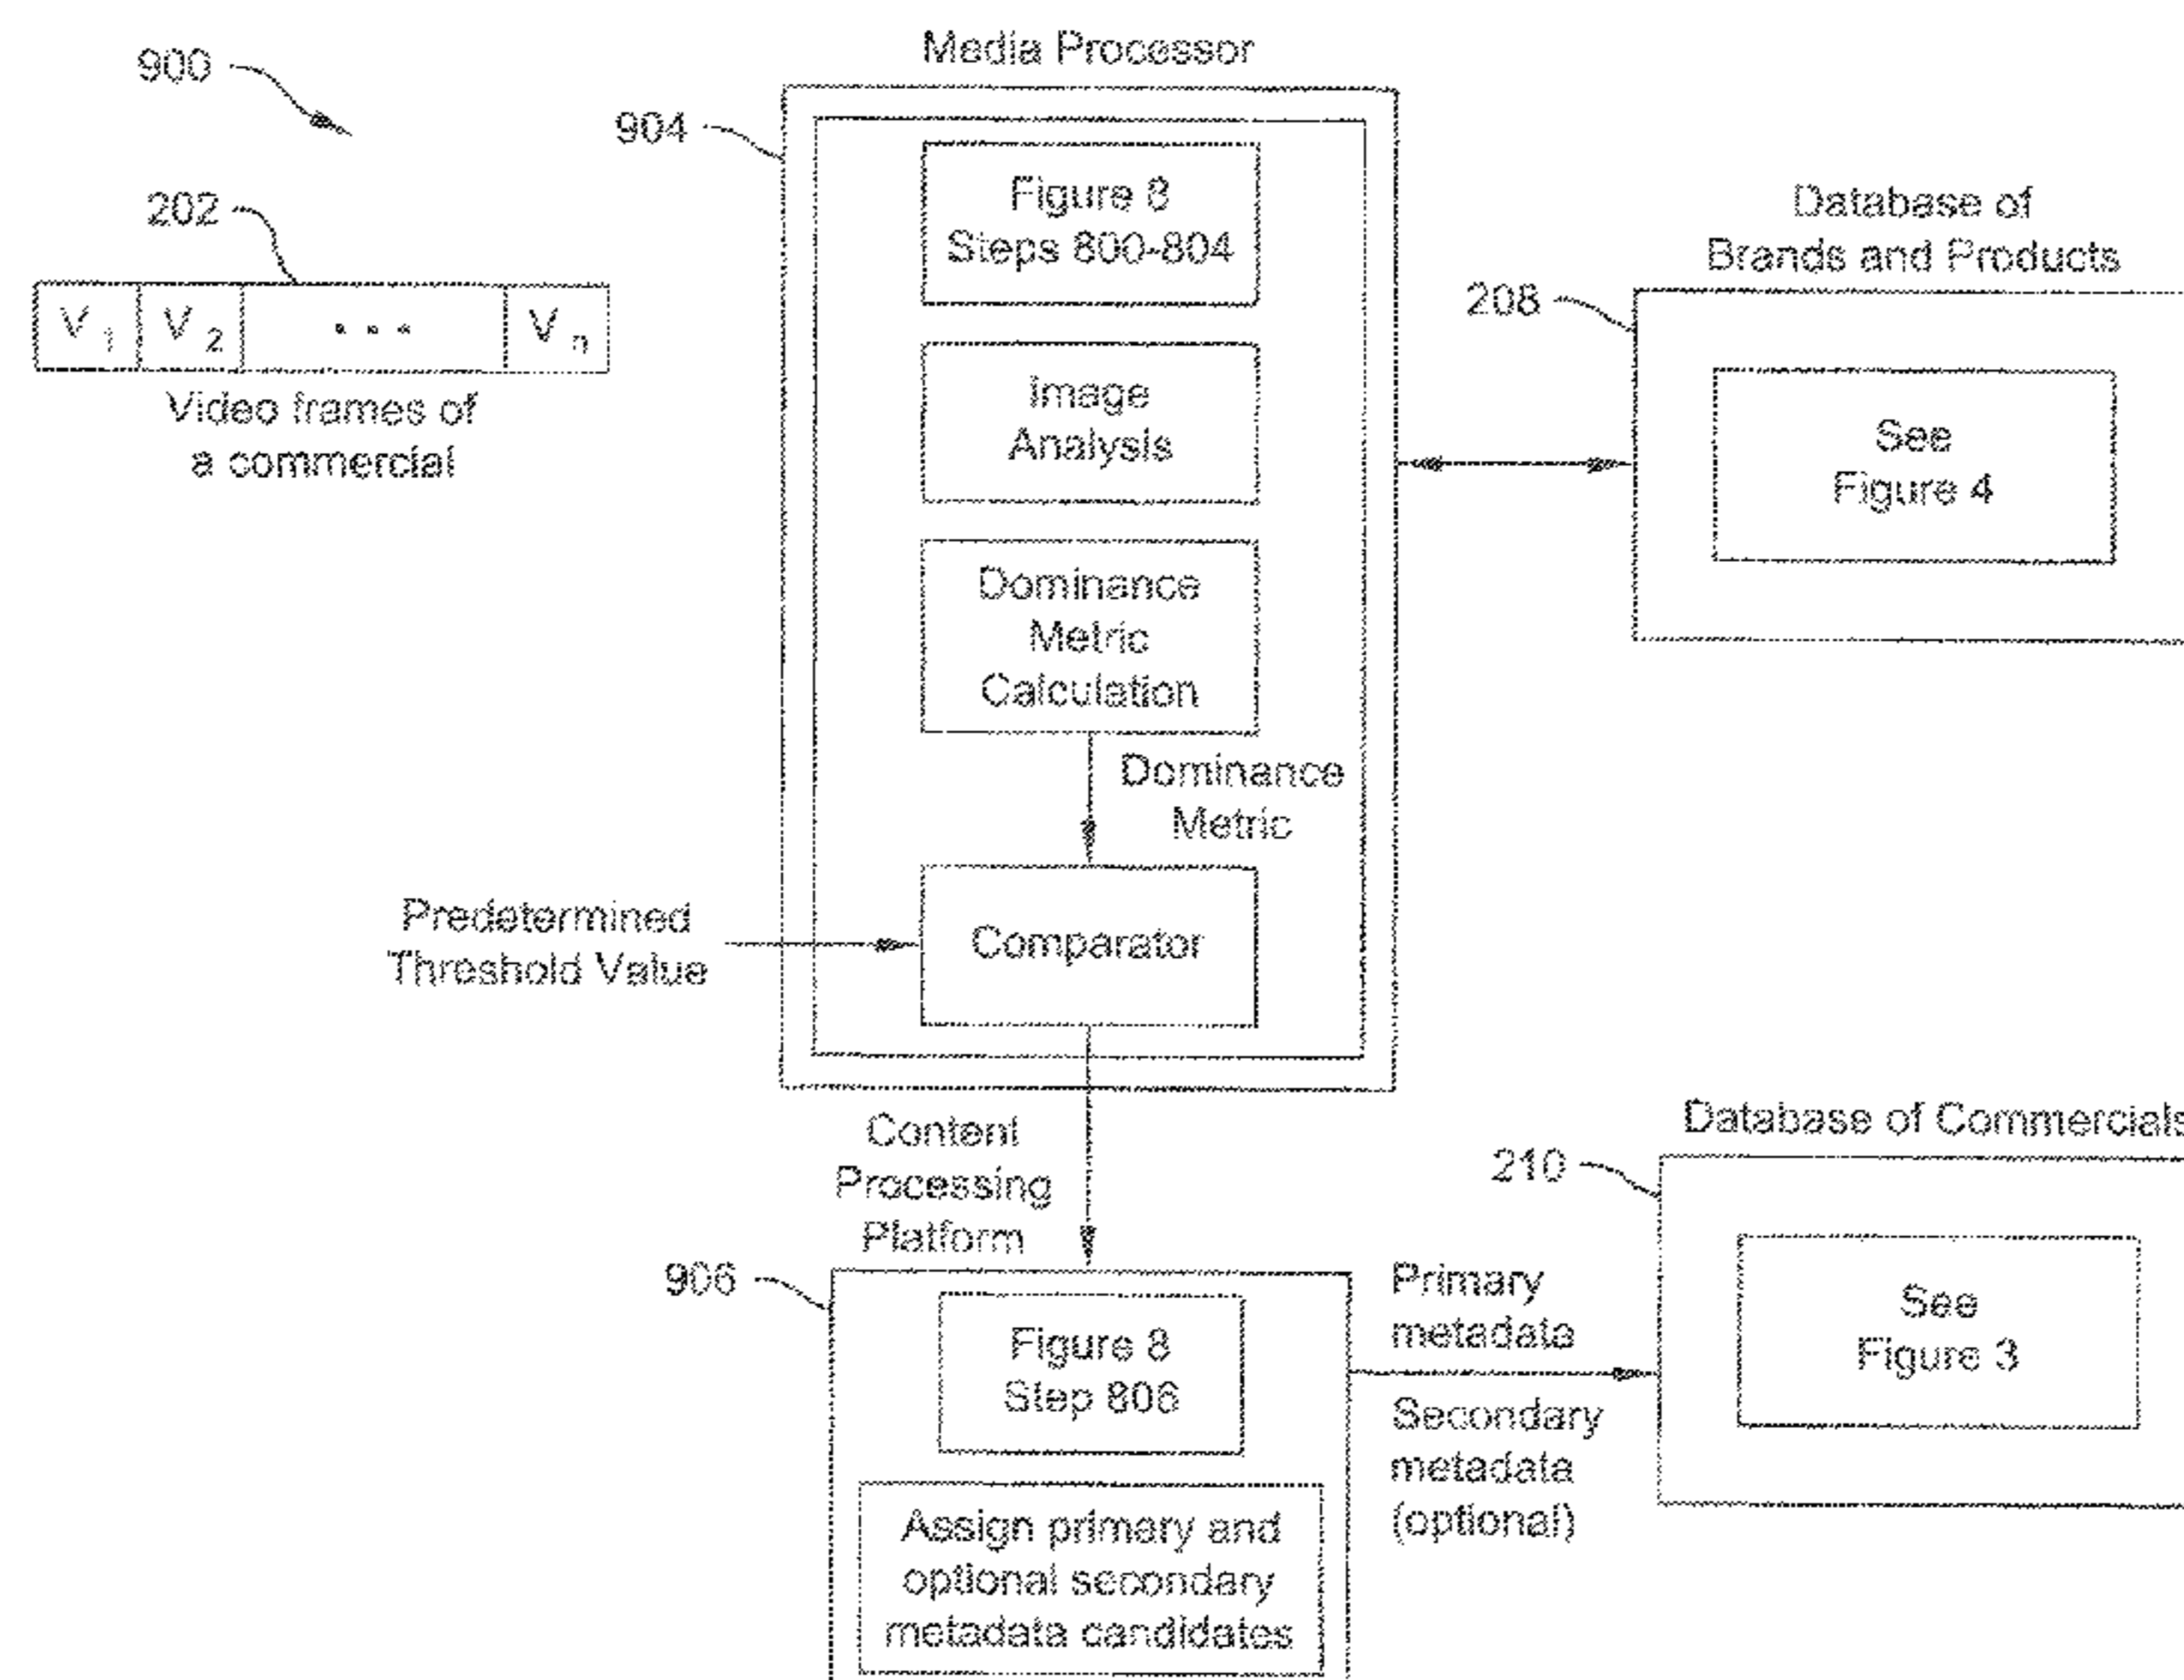 900
Media Processor
904
202
V1 V2 ... Vn
Video frames of
a commercial
Figure 8
Steps 800-804
Image
Analysis
Dominance
Metric
Calculation
Dominance
Metric
Predetermined
Threshold Value
Comparator
Database of
Brands and Products
208
See
Figure 4
Content
Processing
Platform
906
Figure 8
Step 806
Assign primary and
optional secondary
metadata candidates
Primary
metadata
Secondary
metadata
(optional)
Database of Commercials
210
See
Figure 3